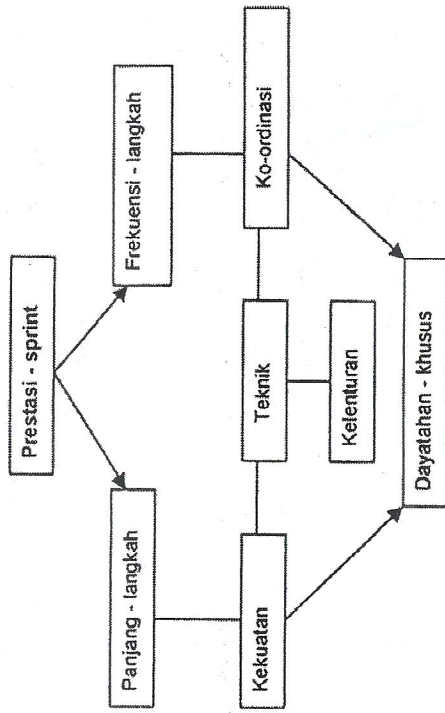 Prestasi - sprint
Panjang - langkah
Frekuensi - langkah
Kekuatan
Teknik
Ko-ordinasi
Kelenturan
Dayatahan - khusus